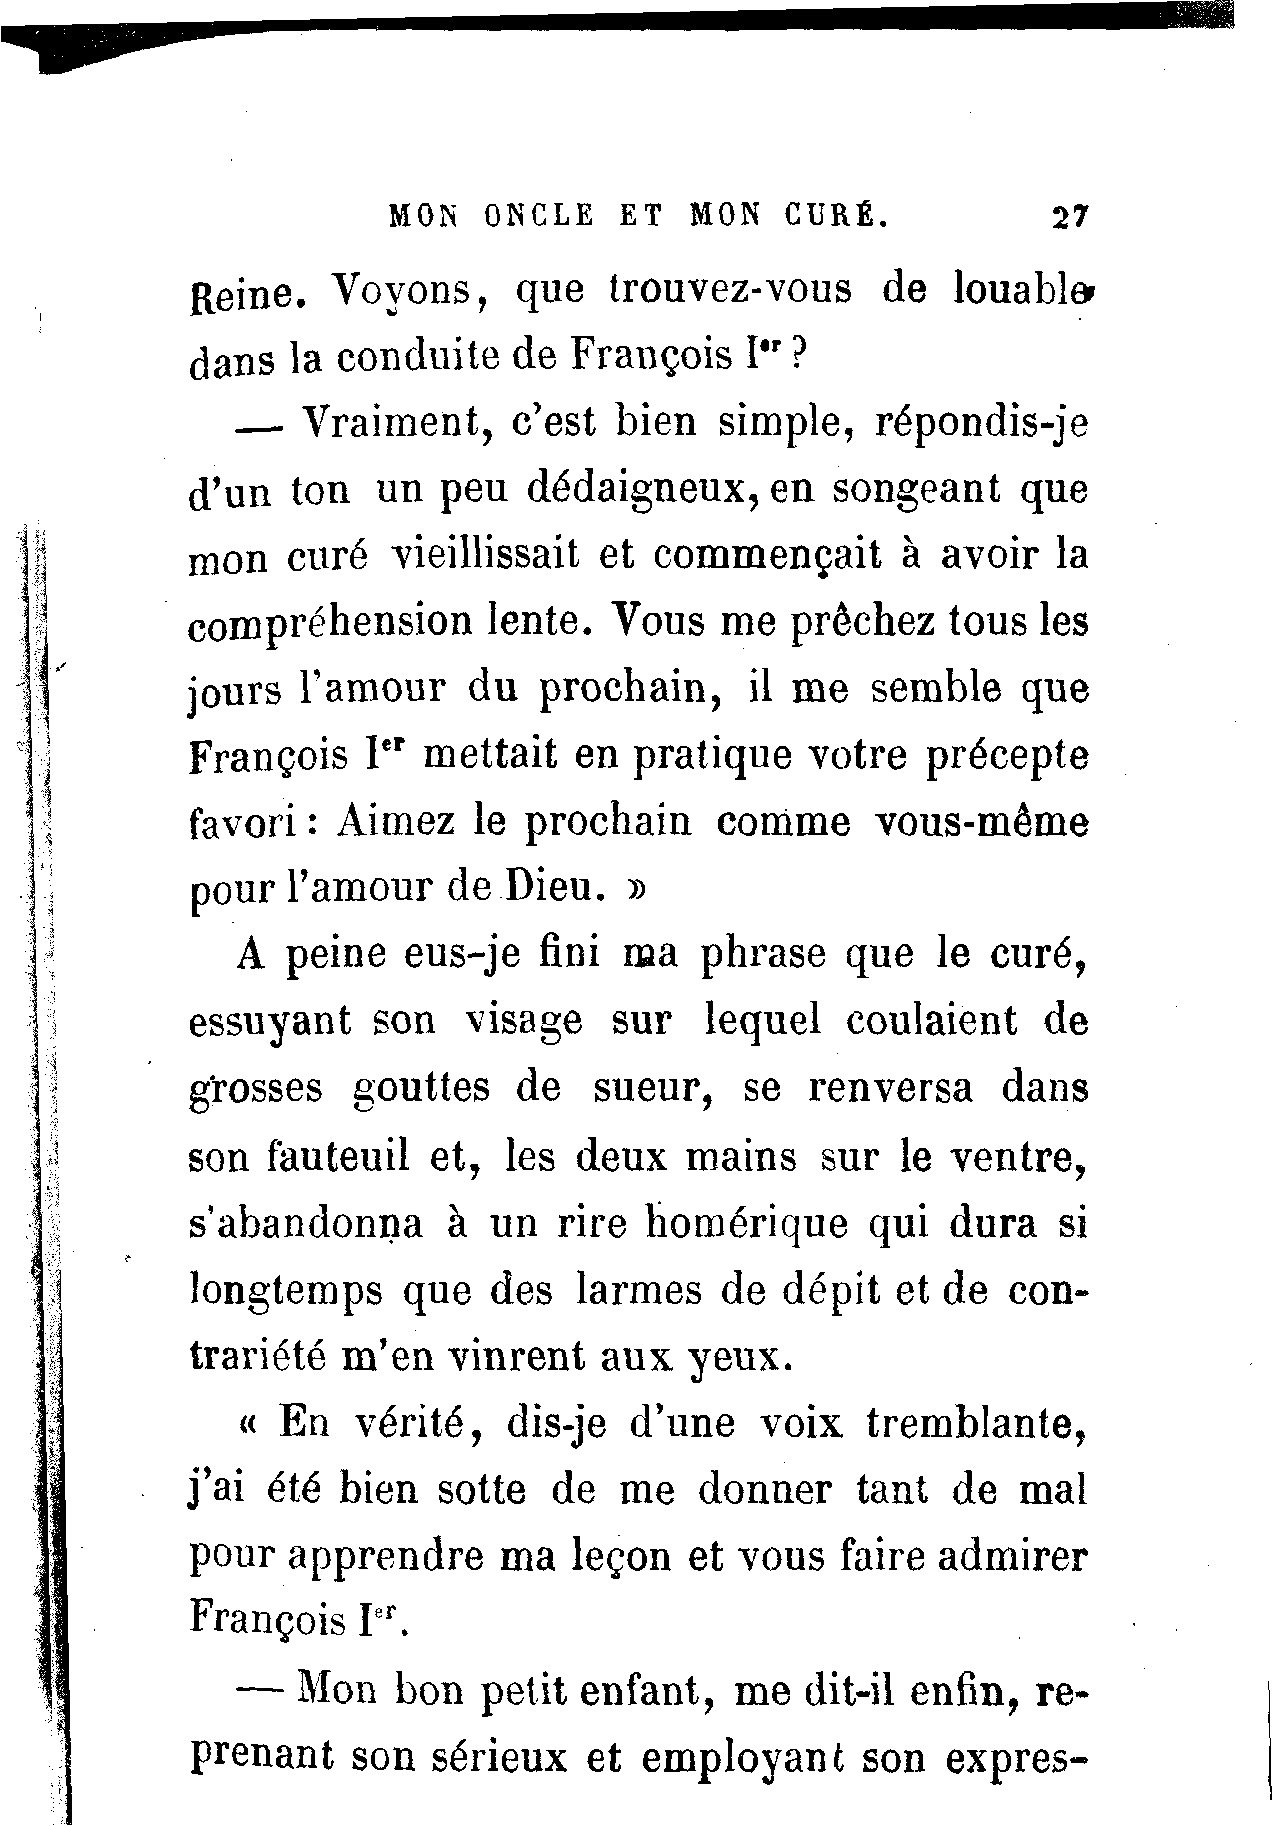 MON ONCLE ET MON CURÉ. 27
Reine. Voyons, que trouvez-vous de louable
dans la conduite de François Ier ?
— Vraiment, c'est bien simple, répondis-je
d'un ton un peu dédaigneux, en songeant que
mon curé vieillissait et commençait à avoir la
compréhension lente. Vous me prêchez tous les
jours l'amour du prochain, il me semble que
François Ier mettait en pratique votre précepte
favori : Aimez le prochain comme vous-même
pour l'amour de Dieu. »
A peine eus-je fini ma phrase que le curé,
essuyant son visage sur lequel coulaient de
grosses gouttes de sueur, se renversa dans
son fauteuil et, les deux mains sur le ventre,
s'abandonna à un rire homérique qui dura si
longtemps que des larmes de dépit et de con-
trariété m'en vinrent aux yeux.
« En vérité, dis-je d'une voix tremblante,
j'ai été bien sotte de me donner tant de mal
pour apprendre ma leçon et vous faire admirer
François Ier.
— Mon bon petit enfant, me dit-il enfin, re-
prenant son sérieux et employant son expres-